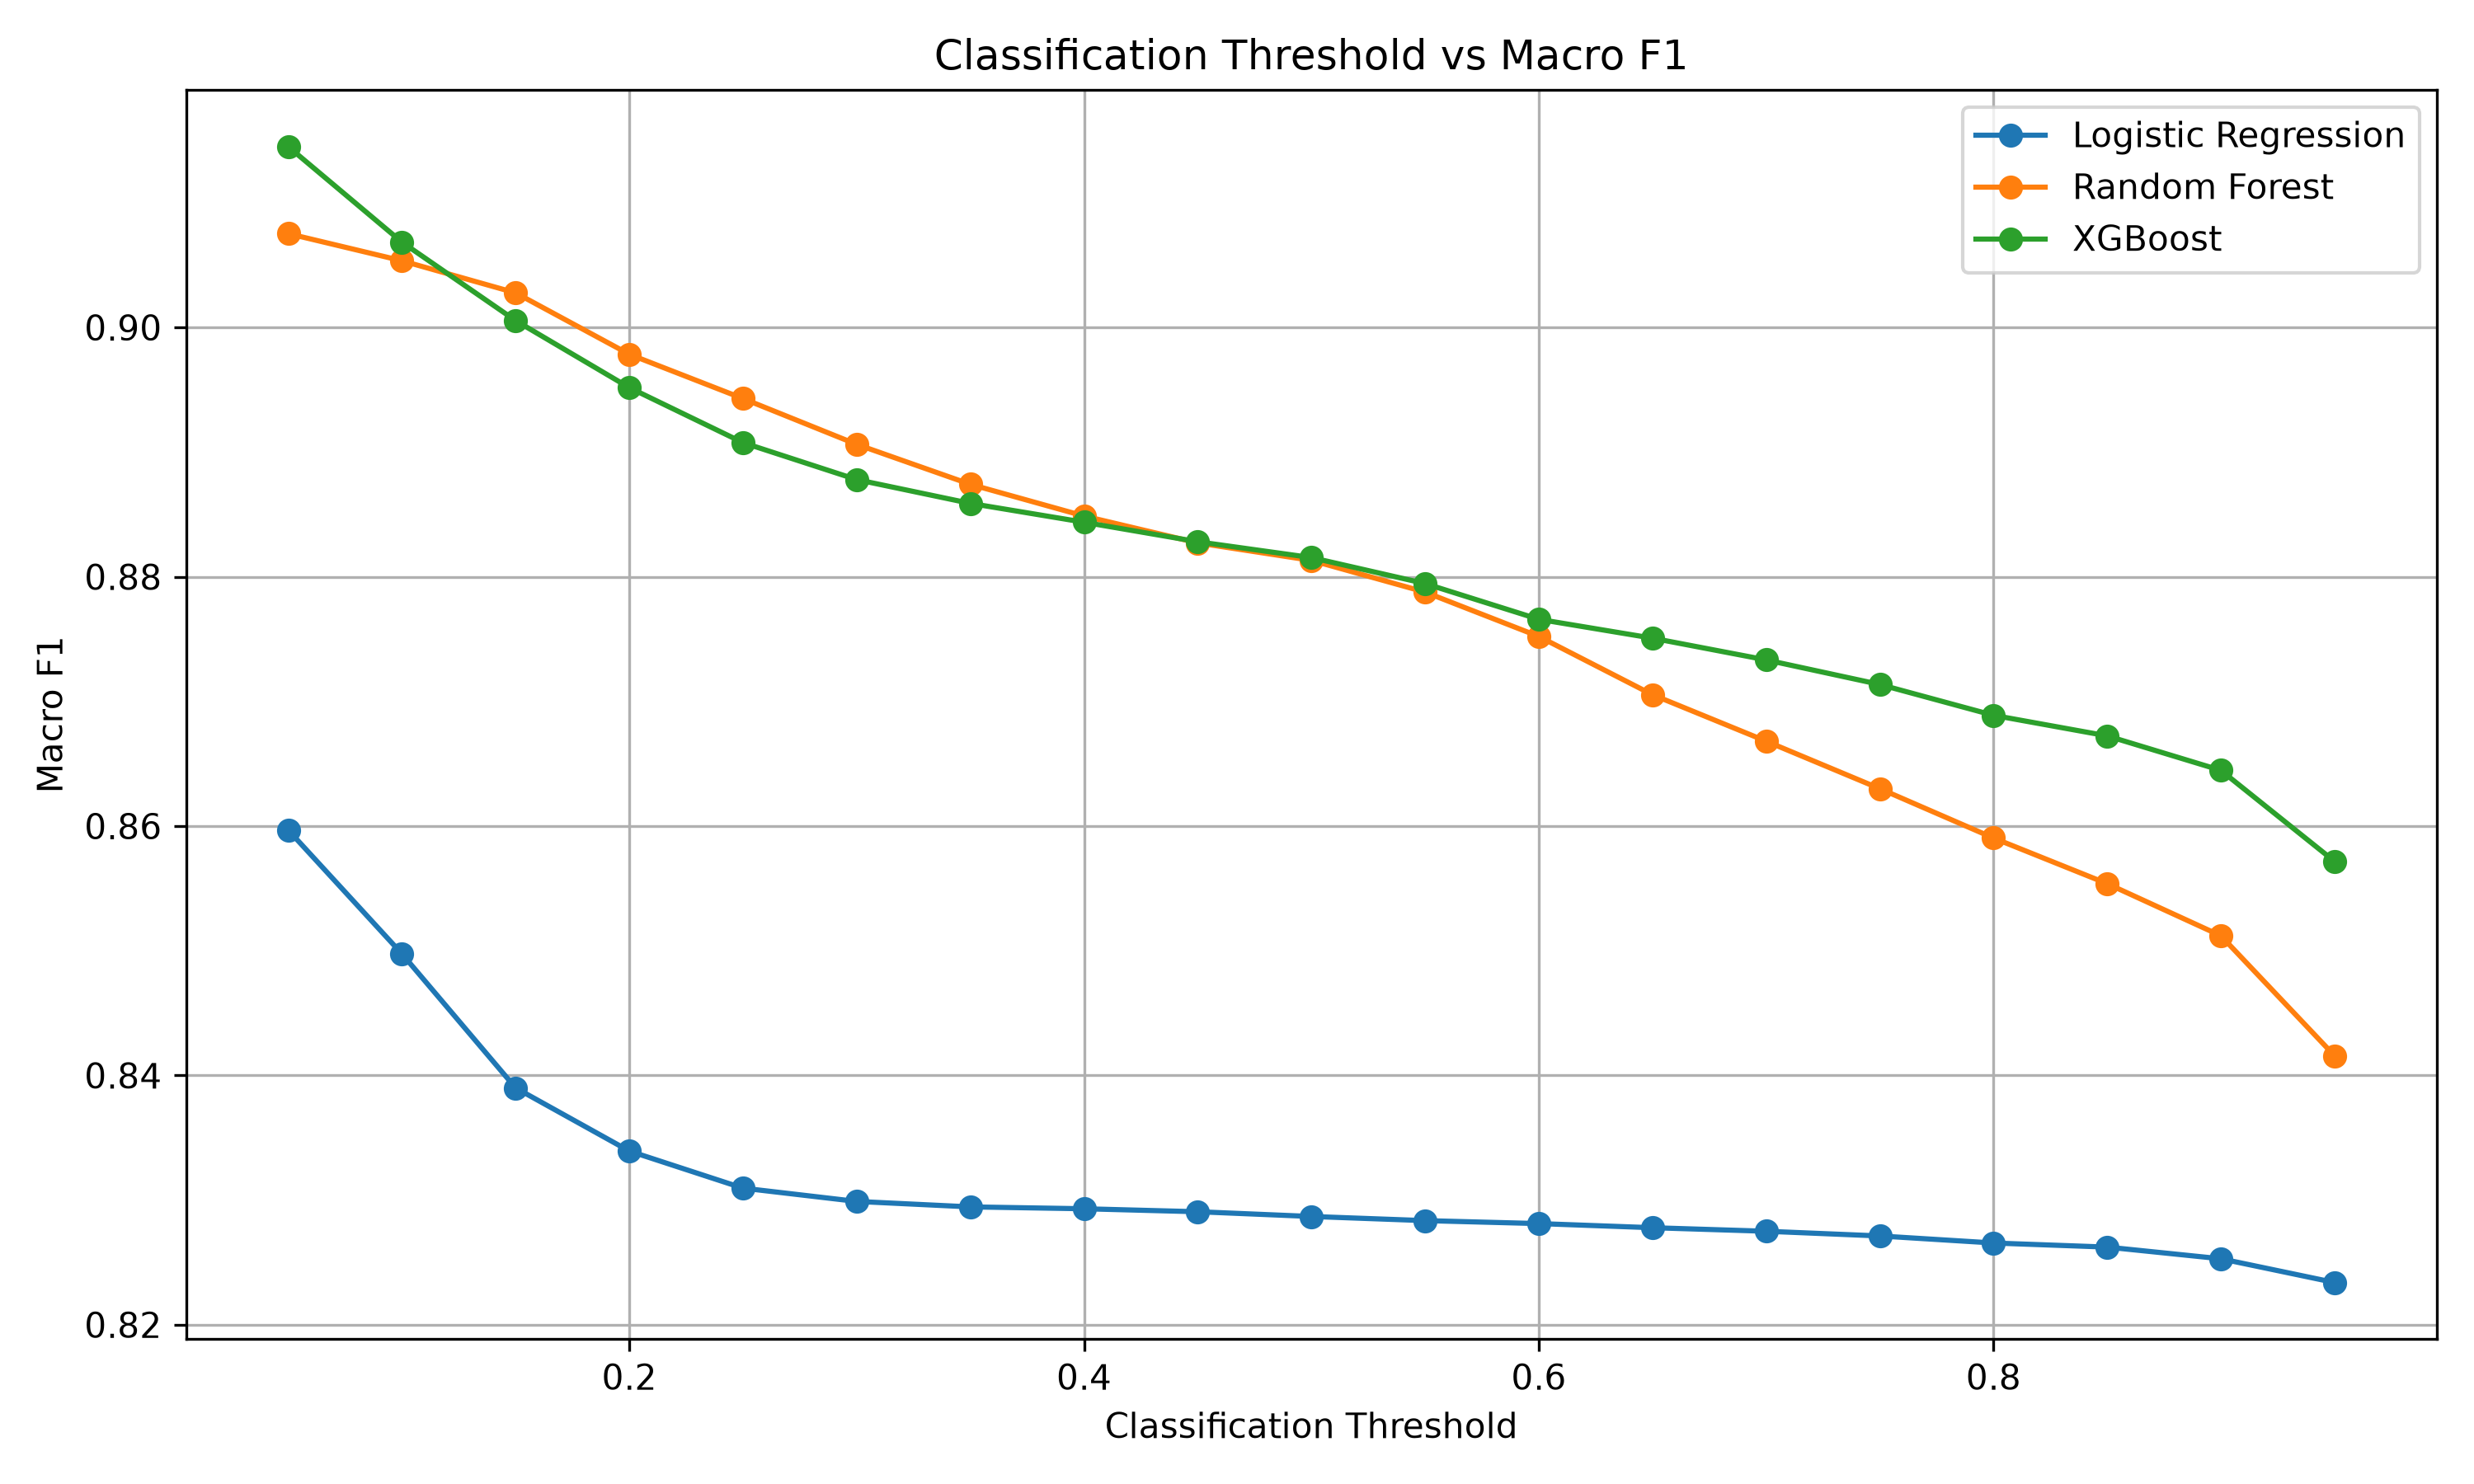 Classification Threshold vs Macro F1
Logistic Regression
Random Forest
XGBoost
Macro F1
0.90
0.88
0.86
0.84
0.82
0.2 0.4 0.6 0.8
Classification Threshold